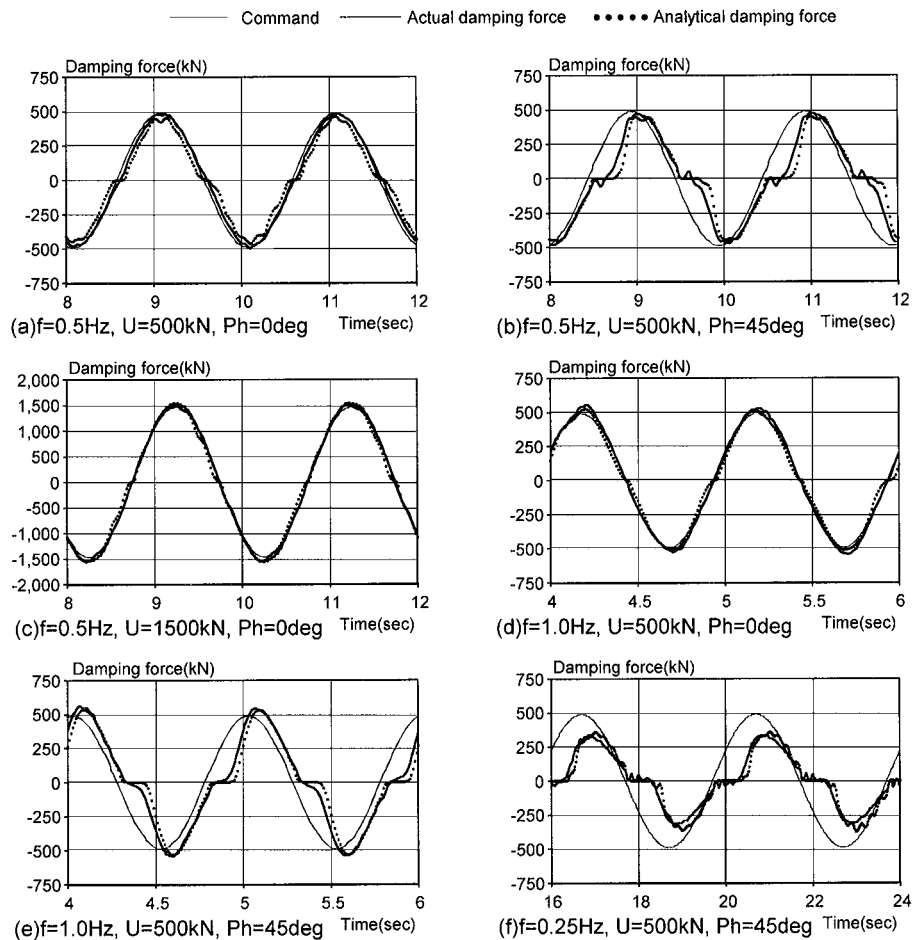 Command Actual damping force Analytical damping force
Damping force(kN)
750
500
250
0
-250
-500
-750
8 9 10 11 12
(a)f=0.5Hz, U=500kN, Ph=0deg Time(sec)
Damping force(kN)
750
500
250
0
-250
-500
-750
8 9 10 11 12
(b)f=0.5Hz, U=500kN, Ph=45deg Time(sec)
Damping force(kN)
2,000
1,500
1,000
500
0
-500
-1,000
-1,500
-2,000
8 9 10 11 12
(c)f=0.5Hz, U=1500kN, Ph=0deg Time(sec)
Damping force(kN)
750
500
250
0
-250
-500
-750
4 4.5 5 5.5 6
(d)f=1.0Hz, U=500kN, Ph=0deg Time(sec)
Damping force(kN)
750
500
250
0
-250
-500
-750
4 4.5 5 5.5 6
(e)f=1.0Hz, U=500kN, Ph=45deg Time(sec)
Damping force(kN)
750
500
250
0
-250
-500
-750
16 18 20 22 24
(f)f=0.25Hz, U=500kN, Ph=45deg Time(sec)